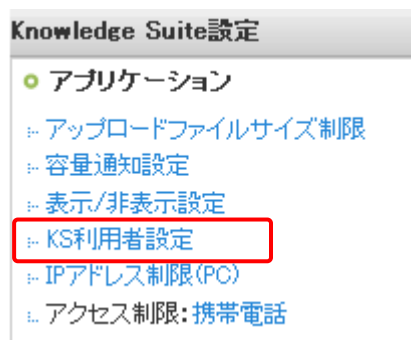 Knowledge Suite設定
アプリケーション
アップロードファイルサイズ制限
容量通知設定
表示/非表示設定
KS利用者設定
IPアドレス制限(PC)
アクセス制限:携帯電話